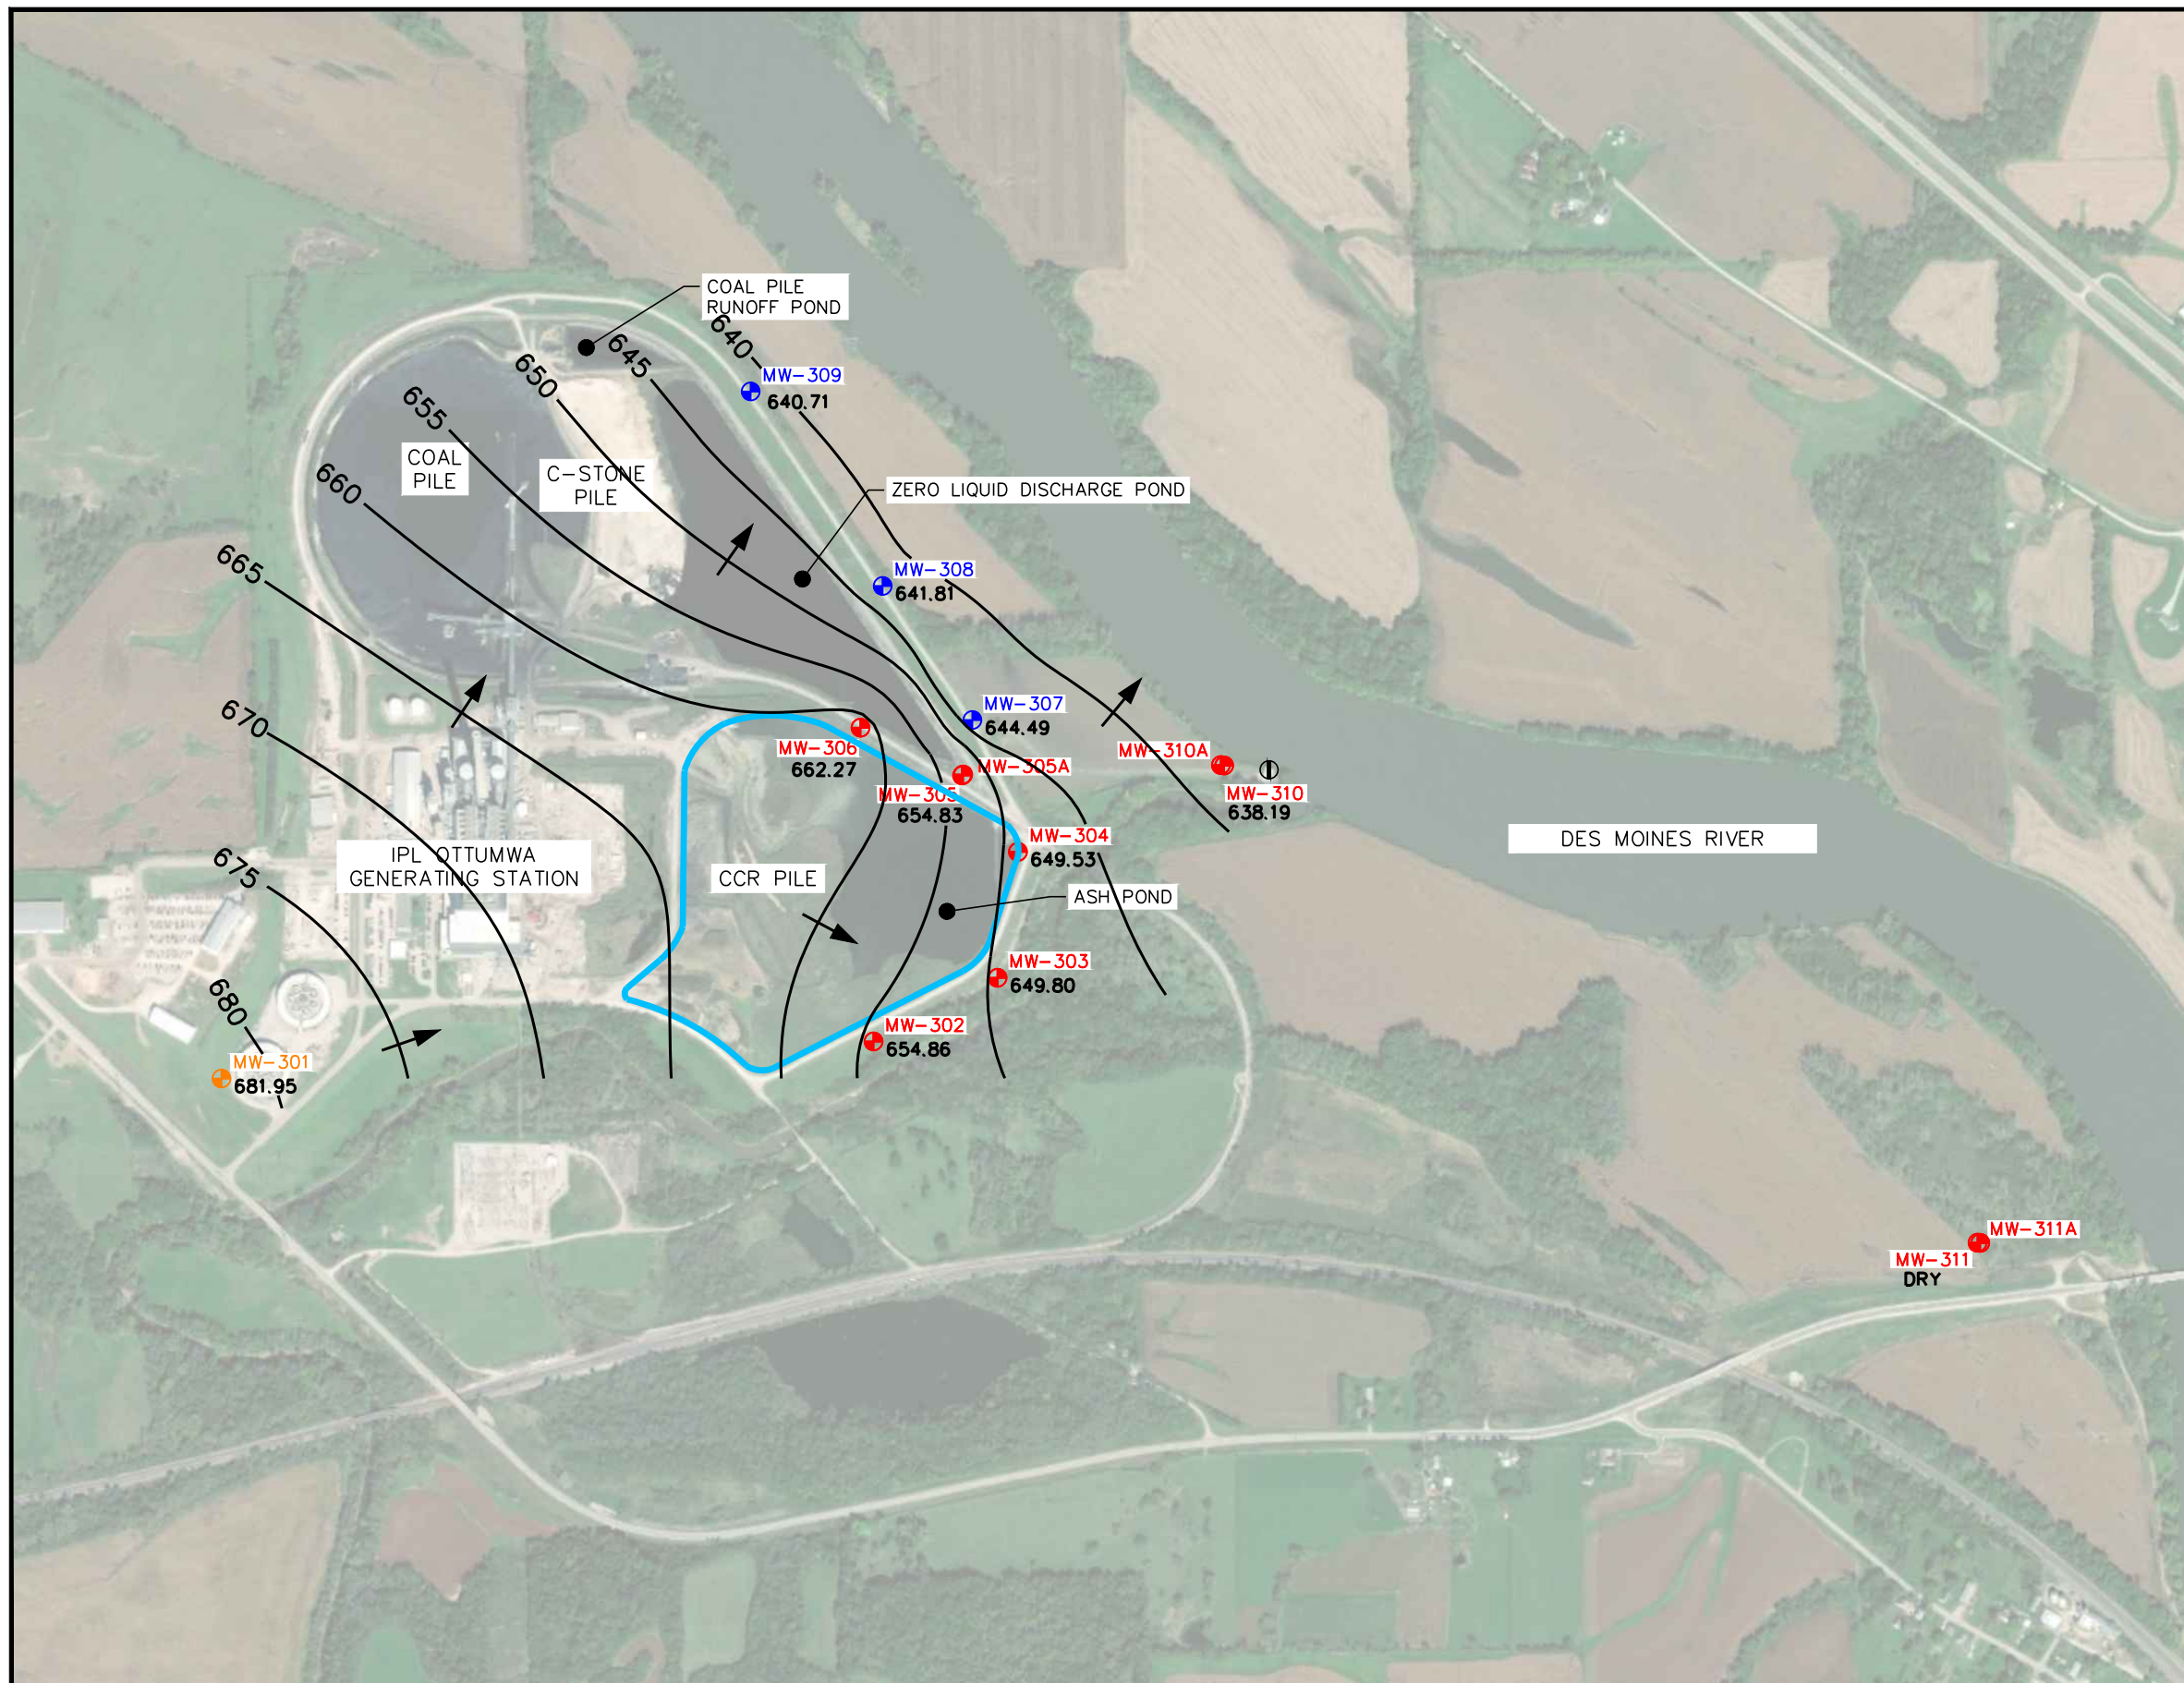 COAL PILE
RUNOFF POND
640
645
650
MW-309
640.71
655
COAL
PILE
C-STONE
PILE
660
ZERO LIQUID DISCHARGE POND
665
MW-308
641.81
670
MW-307
644.49
MW-306
662.27
MW-305A
MW-305
654.83
MW-310A
MW-310
638.19
MW-304
649.53
DES MOINES RIVER
675
IPL OTTUMWA
GENERATING STATION
CCR PILE
ASH POND
MW-303
649.80
680
MW-302
654.86
MW-301
681.95
MW-311A
MW-311
DRY